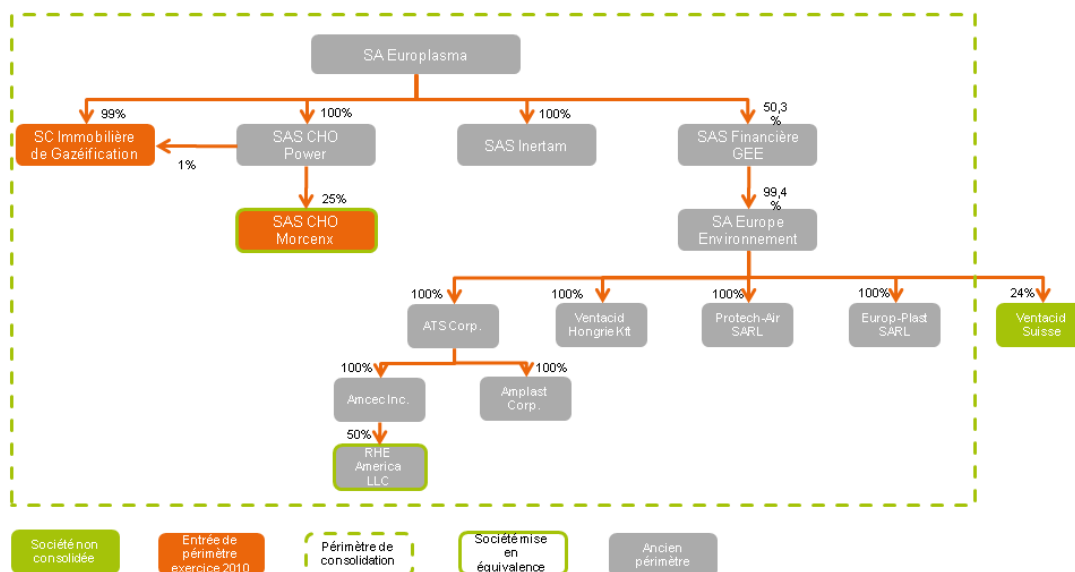 SA Europlasma
99%
100%
100%
50,3
%
SC Immobilière
de Gazéification
1%
SAS CHO
Power
SAS Inertam
SAS Financière
GEE
25%
99,4
%
SAS CHO
Morcenx
SA Europe
Environnement
100%
100%
100%
100%
24%
ATS Corp.
Ventacid
Hongrie Kft
Protech-Air
SARL
Europ-Plast
SARL
Ventacid
Suisse
100%
100%
Amcec Inc.
Amplast
Corp.
50%
RHE
America
LLC
Société non
consolidée
Entrée de
périmètre
exercice 2010
Périmètre de
consolidation
Société mise
en
équivalence
Ancien
périmètre